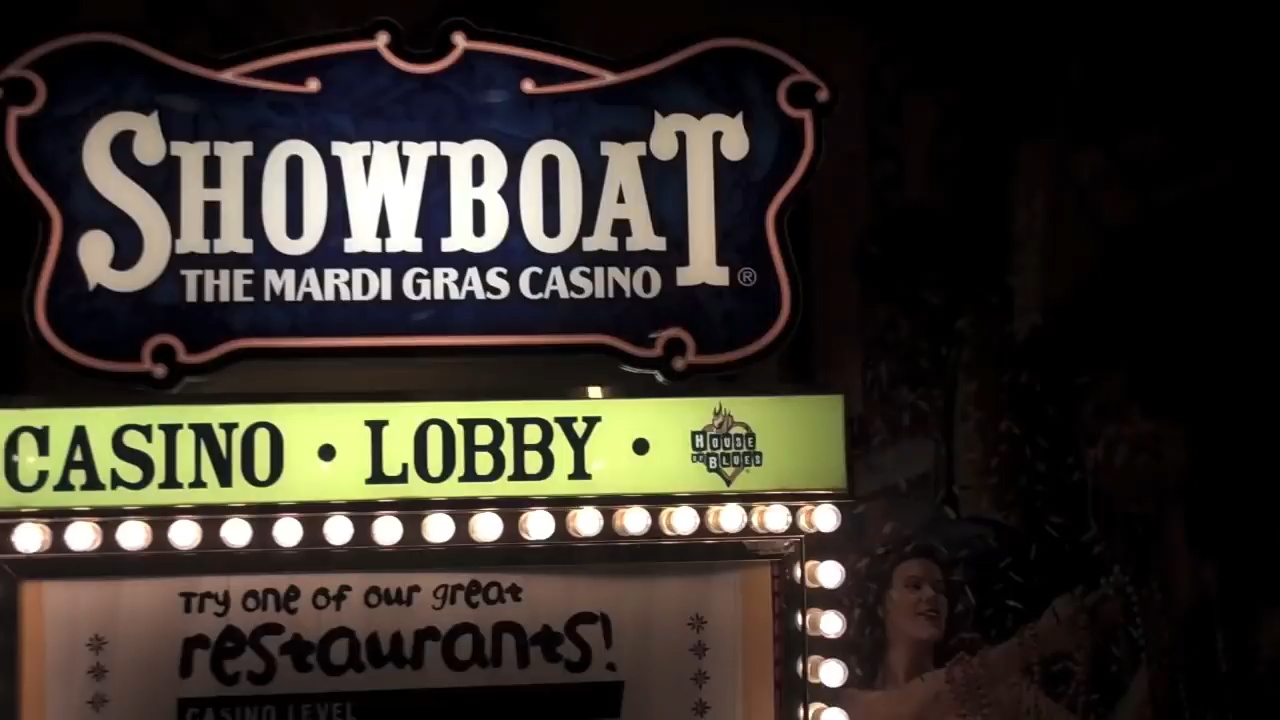 SHOWBOAT
THE MARDI GRAS CASINO ®
CASINO • LOBBY • HOUSE OF BLUES
Try one of our great
restaurants!
CASINO LEVEL